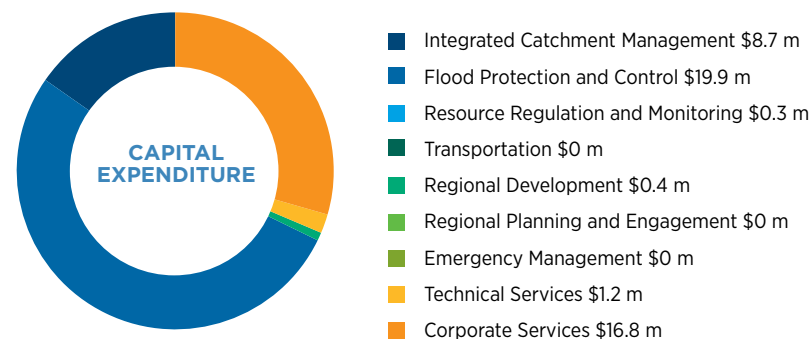 CAPITAL
EXPENDITURE
Integrated Catchment Management $8.7 m
Flood Protection and Control $19.9 m
Resource Regulation and Monitoring $0.3 m
Transportation $0 m
Regional Development $0.4 m
Regional Planning and Engagement $0 m
Emergency Management $0 m
Technical Services $1.2 m
Corporate Services $16.8 m